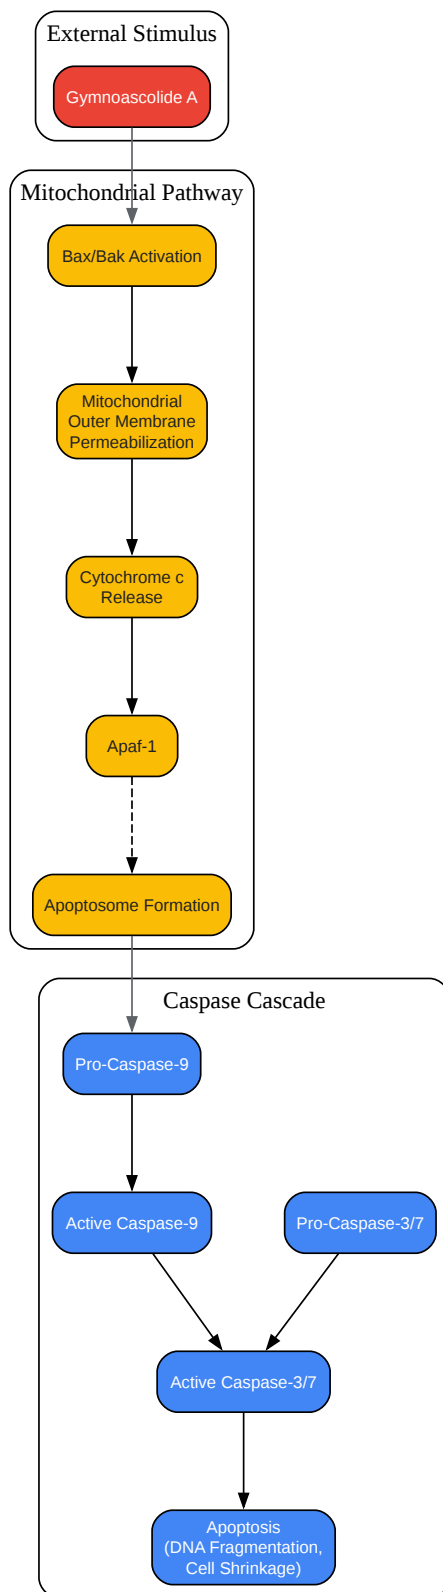 External Stimulus
Gymnoascolide A
Mitochondrial Pathway
Bax/Bak Activation
Mitochondrial
Outer Membrane
Permeabilization
Cytochrome c
Release
Apaf-1
Apoptosome Formation
Caspase Cascade
Pro-Caspase-9
Active Caspase-9
Pro-Caspase-3/7
Active Caspase-3/7
Apoptosis
(DNA Fragmentation,
Cell Shrinkage)